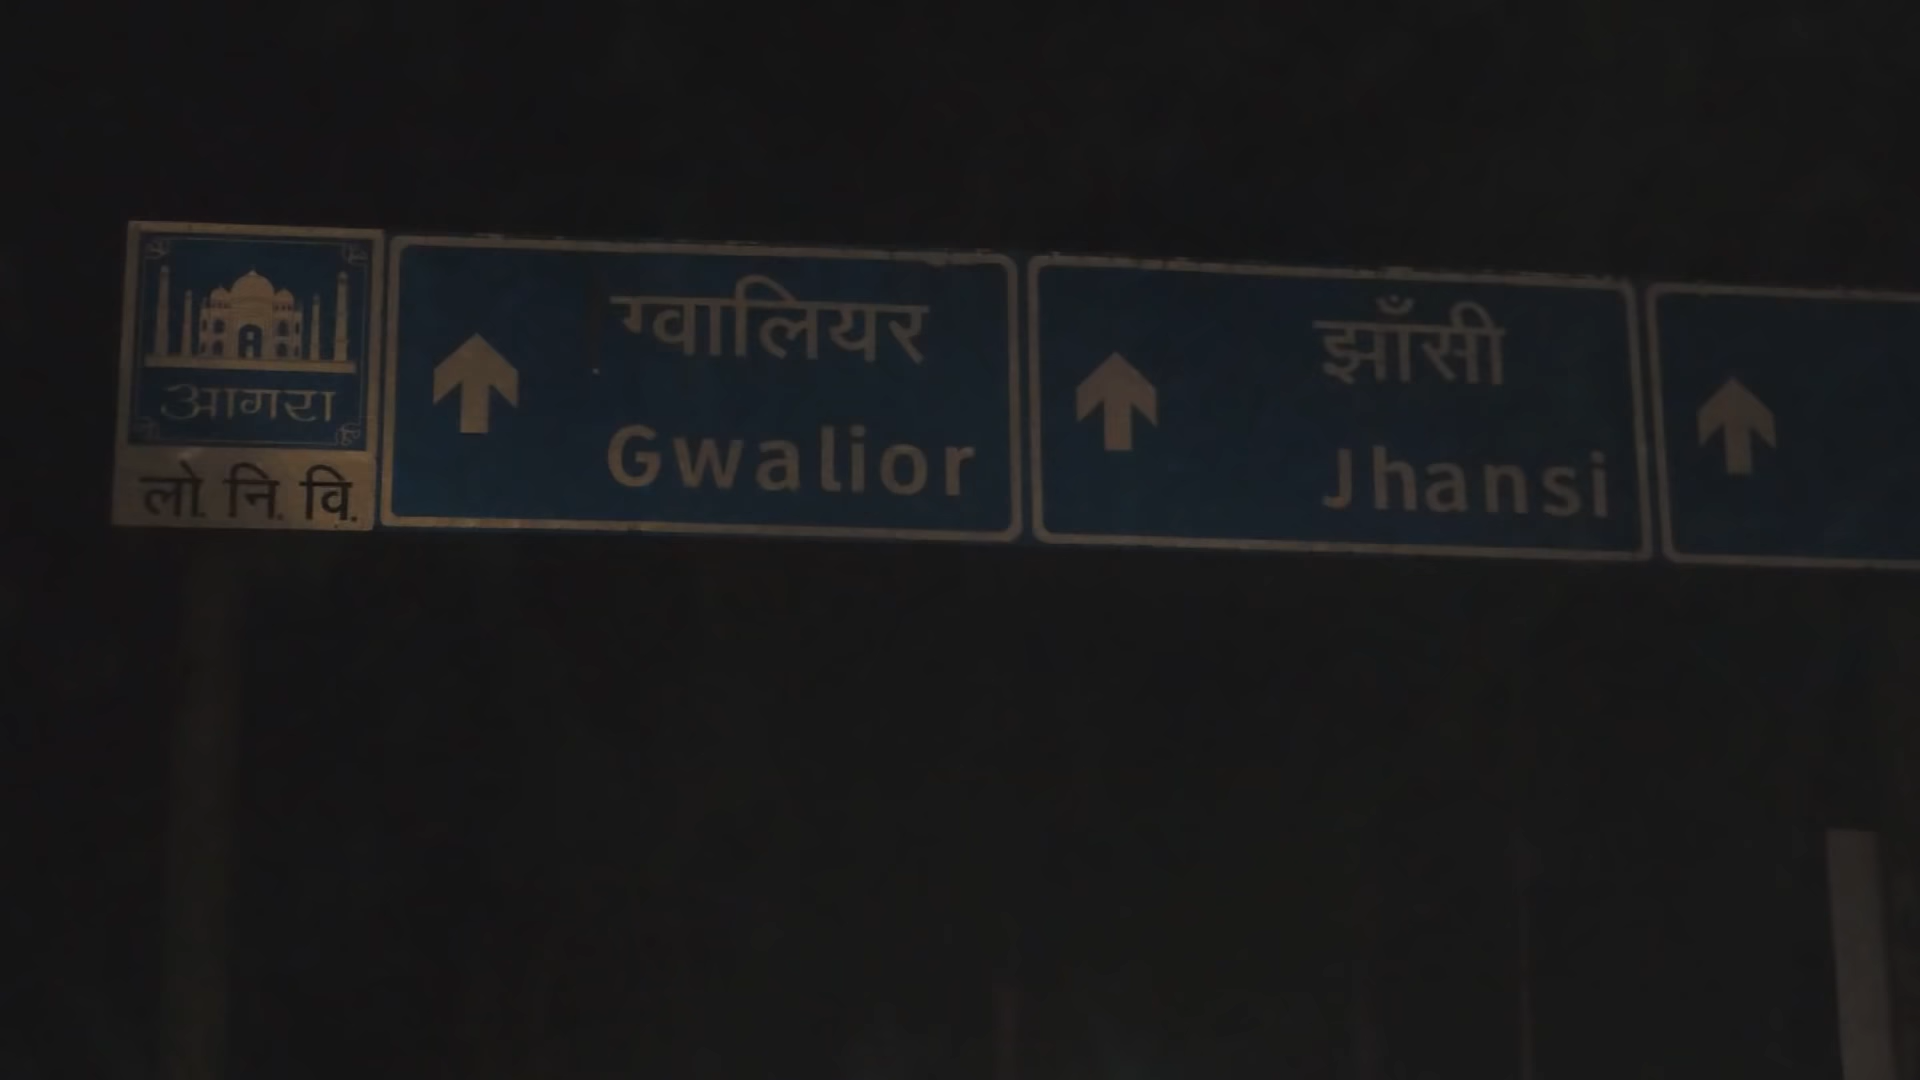 आगरा
लो. नि. वि.
ग्वालियर
Gwalior
झाँसी
Jhansi